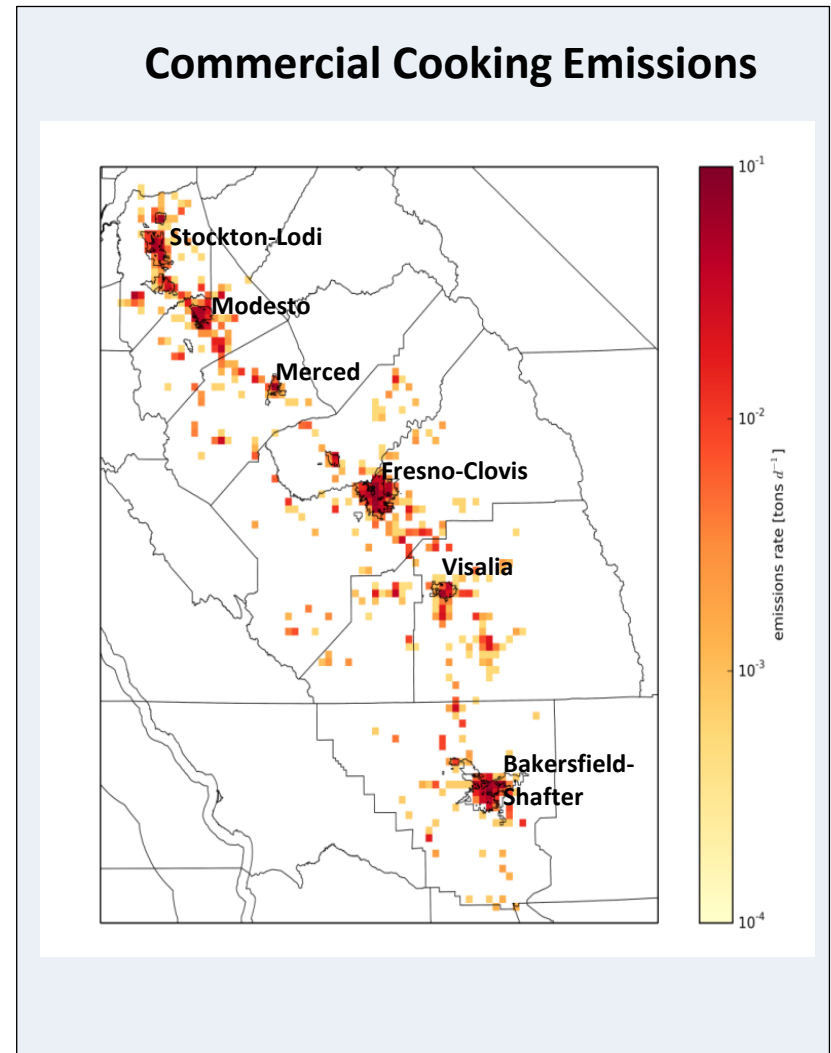 Commercial Cooking Emissions
Stockton-Lodi
Modesto
Merced
Fresno-Clovis
Visalia
Bakersfield-
Shafter
10⁻¹
10⁻²
10⁻³
10⁻⁴
emissions rate [tons d⁻¹]